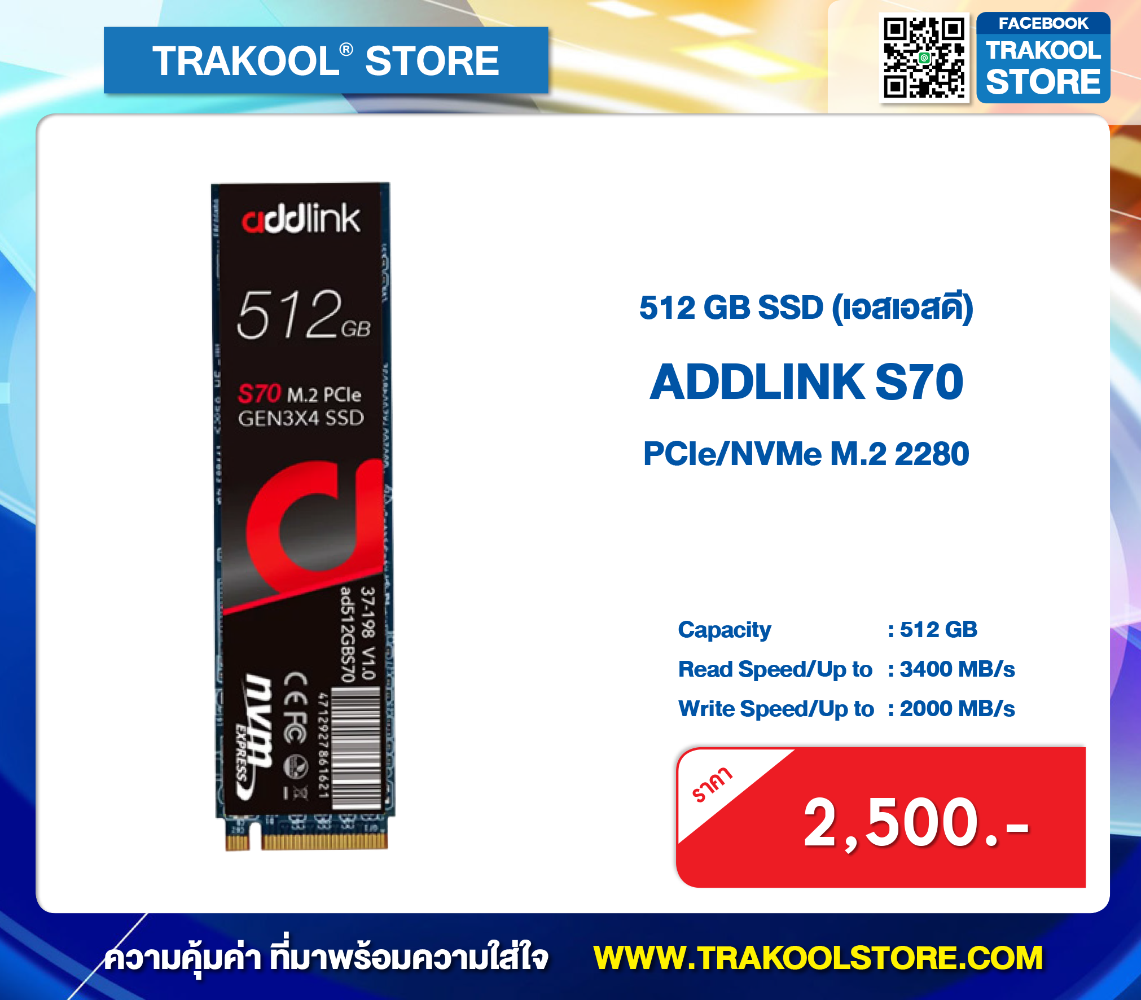 TRAKOOL® STORE
FACEBOOK
TRAKOOL
STORE
addlink
512GB
S70 M.2 PCIe
GEN3X4 SSD
37-198 V1.0
ad512GBS70
4712927861621
CE FC
nvm
EXPRESS
512 GB SSD (เอสเอสดี)
ADDLINK S70
PCIe/NVMe M.2 2280
Capacity : 512 GB
Read Speed/Up to : 3400 MB/s
Write Speed/Up to : 2000 MB/s
ราคา
2,500.-
ความคุ้มค่า ที่มาพร้อมความใส่ใจ WWW.TRAKOOLSTORE.COM